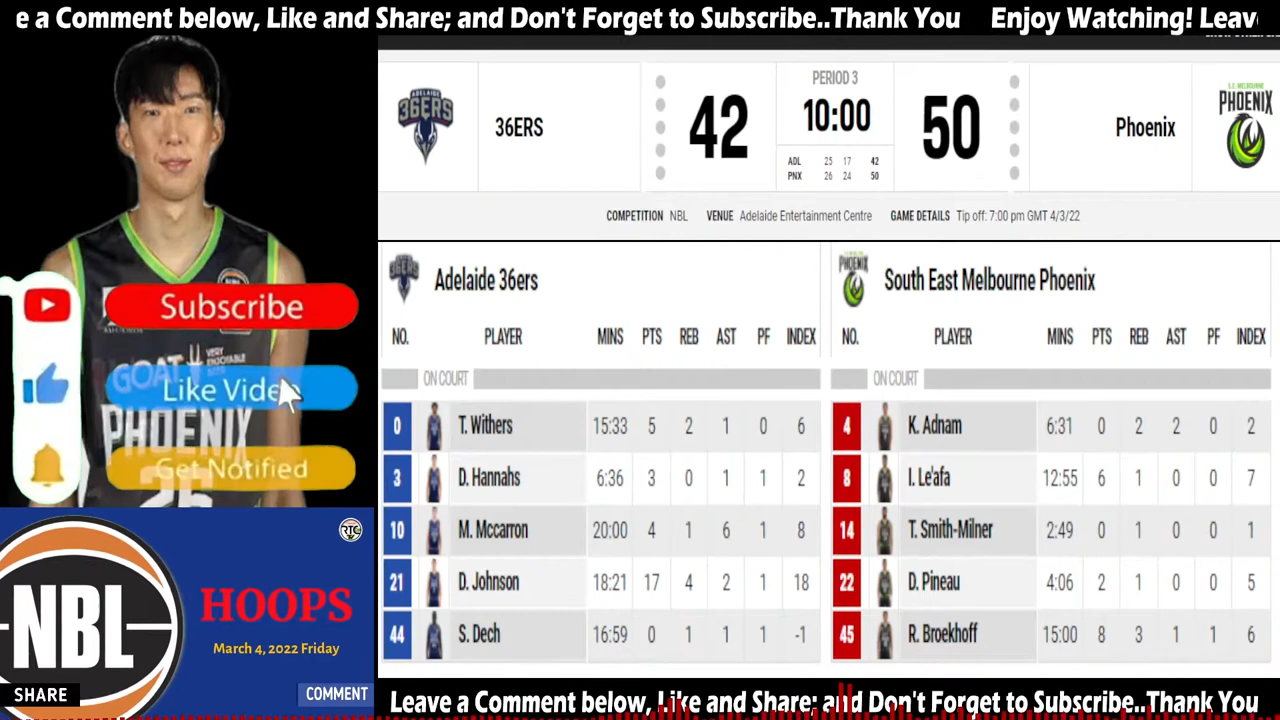 e a Comment below, Like and Share; and Don't Forget to Subscribe..Thank You Enjoy Watching! Leav
ADELAIDE
36ERS
36ERS
42
PERIOD 3
10:00
ADL 25 17 42
PNX 26 24 50
50
Phoenix
S.E. MELBOURNE
PHOENIX
COMPETITION NBL VENUE Adelaide Entertainment Centre GAME DETAILS Tip off: 7:00 pm GMT 4/3/22
Adelaide 36ers
NO. PLAYER MINS PTS REB AST PF INDEX
ON COURT
0 T. Withers 15:33 5 2 1 0 6
3 D. Hannahs 6:36 3 0 1 1 2
10 M. Mccarron 20:00 4 1 6 1 8
21 D. Johnson 18:21 17 4 2 1 18
44 S. Dech 16:59 0 1 1 1 -1
South East Melbourne Phoenix
NO. PLAYER MINS PTS REB AST PF INDEX
ON COURT
4 K. Adnam 6:31 0 2 2 0 2
8 I. Le'afa 12:55 6 1 0 0 7
14 T. Smith-Milner 2:49 0 1 0 0 1
22 D. Pineau 4:06 2 1 0 0 5
45 R. Broekhoff 15:00 8 3 1 1 6
Subscribe
GOAT VERY ENJOYABLE
Like Video
PHOENIX
Get Notified
26
NBL
RTC
HOOPS
March 4, 2022 Friday
SHARE
COMMENT
Leave a Comment below, Like and Share; and Don't Forget to Subscribe..Thank You